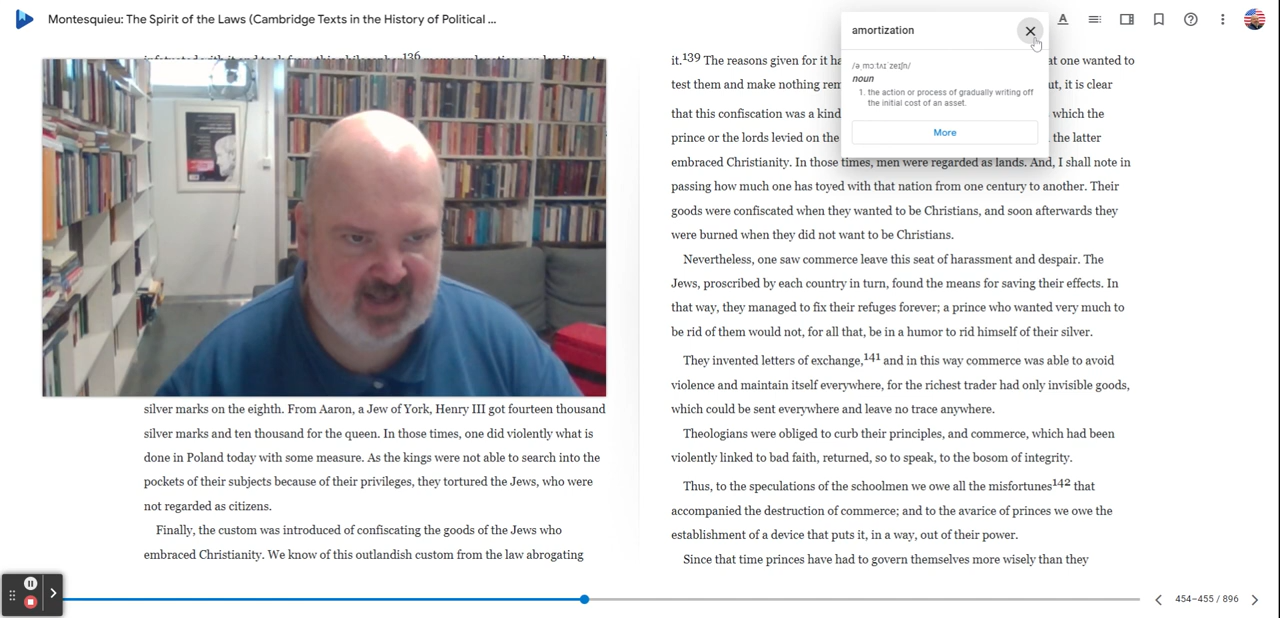 Montesquieu: The Spirit of the Laws (Cambridge Texts in the History of Political ...
silver marks on the eighth. From Aaron, a Jew of York, Henry III got fourteen thousand
silver marks and ten thousand for the queen. In those times, one did violently what is
done in Poland today with some measure. As the kings were not able to search into the
pockets of their subjects because of their privileges, they tortured the Jews, who were
not regarded as citizens.
Finally, the custom was introduced of confiscating the goods of the Jews who
embraced Christianity. We know of this outlandish custom from the law abrogating
amortization
noun
1. the action or process of gradually writing off
the initial cost of an asset.
More
it.139 The reasons given for it ha at one wanted to
test them and make nothing rem ut, it is clear
that this confiscation was a kind which the
prince or the lords levied on the the latter
embraced Christianity. In those times, men were regarded as lands. And, I shall note in
passing how much one has toyed with that nation from one century to another. Their
goods were confiscated when they wanted to be Christians, and soon afterwards they
were burned when they did not want to be Christians.
Nevertheless, one saw commerce leave this seat of harassment and despair. The
Jews, proscribed by each country in turn, found the means for saving their effects. In
that way, they managed to fix their refuges forever; a prince who wanted very much to
be rid of them would not, for all that, be in a humor to rid himself of their silver.
They invented letters of exchange,141 and in this way commerce was able to avoid
violence and maintain itself everywhere, for the richest trader had only invisible goods,
which could be sent everywhere and leave no trace anywhere.
Theologians were obliged to curb their principles, and commerce, which had been
violently linked to bad faith, returned, so to speak, to the bosom of integrity.
Thus, to the speculations of the schoolmen we owe all the misfortunes142 that
accompanied the destruction of commerce; and to the avarice of princes we owe the
establishment of a device that puts it, in a way, out of their power.
Since that time princes have had to govern themselves more wisely than they
454–455 / 896